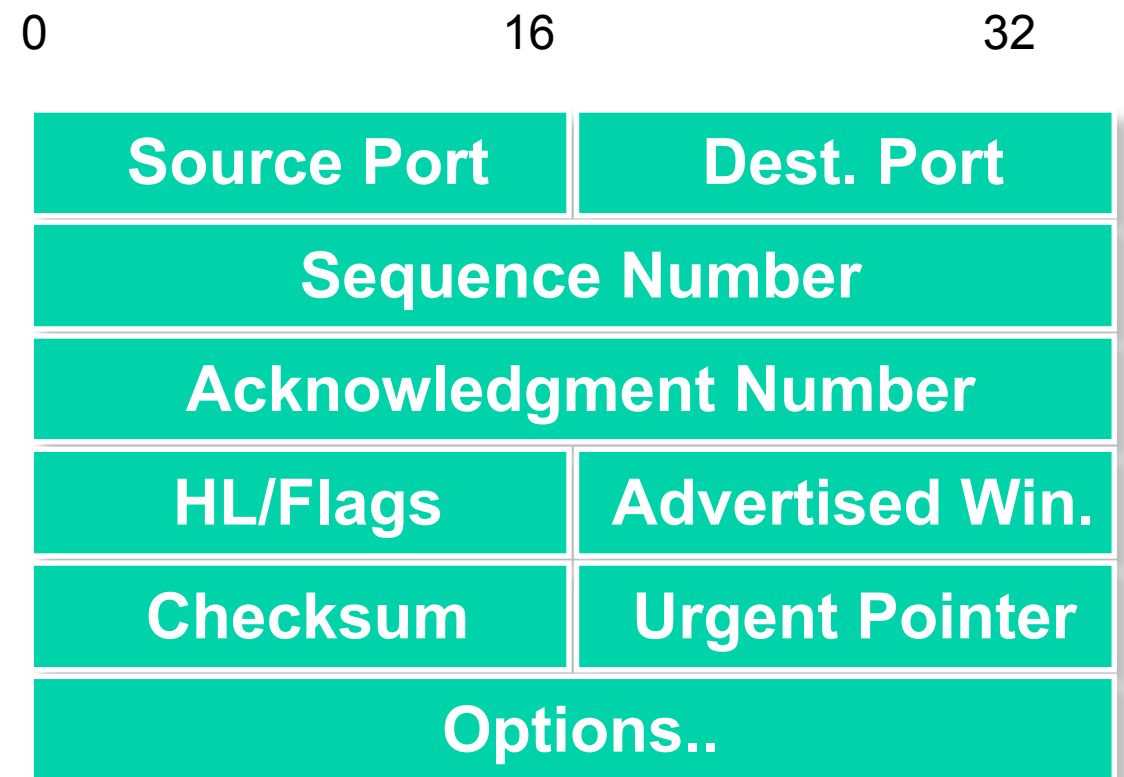 0 16 32
Source Port Dest. Port
Sequence Number
Acknowledgment Number
HL/Flags Advertised Win.
Checksum Urgent Pointer
Options..